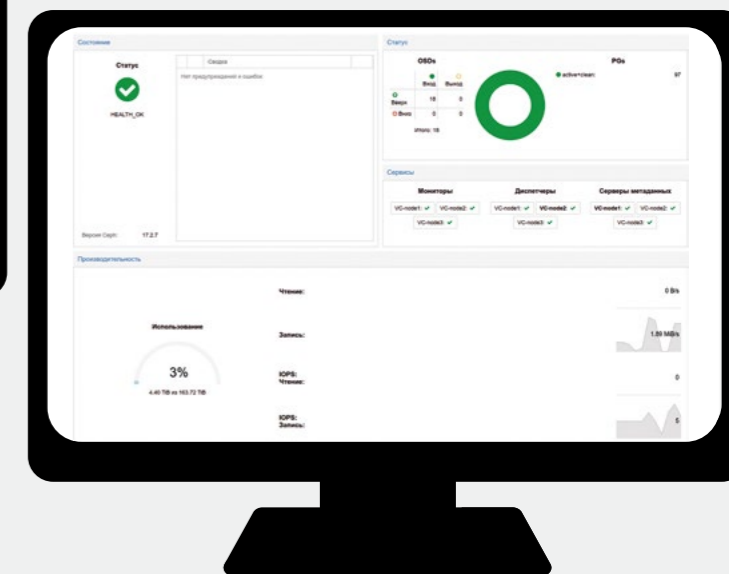 Состояние
Статус
HEALTH_OK
Сводка
Нет предупреждений и ошибок
Версия Ceph: 17.2.7
Статус
OSDs
Вход Выход
Вверх 18 0
Вниз 0 0
Итого: 18
PGs
active+clean: 97
Сервисы
Мониторы Диспетчеры Серверы метаданных
VC-node1: VC-node2: VC-node1: VC-node2: VC-node1: VC-node2:
VC-node3: VC-node3: VC-node3:
Производительность
Использование
3%
4.40 TiB из 163.72 TiB
Чтение: 0 B/s
Запись: 1.89 MiB/s
IOPS:
Чтение: 0
IOPS:
Запись: 5